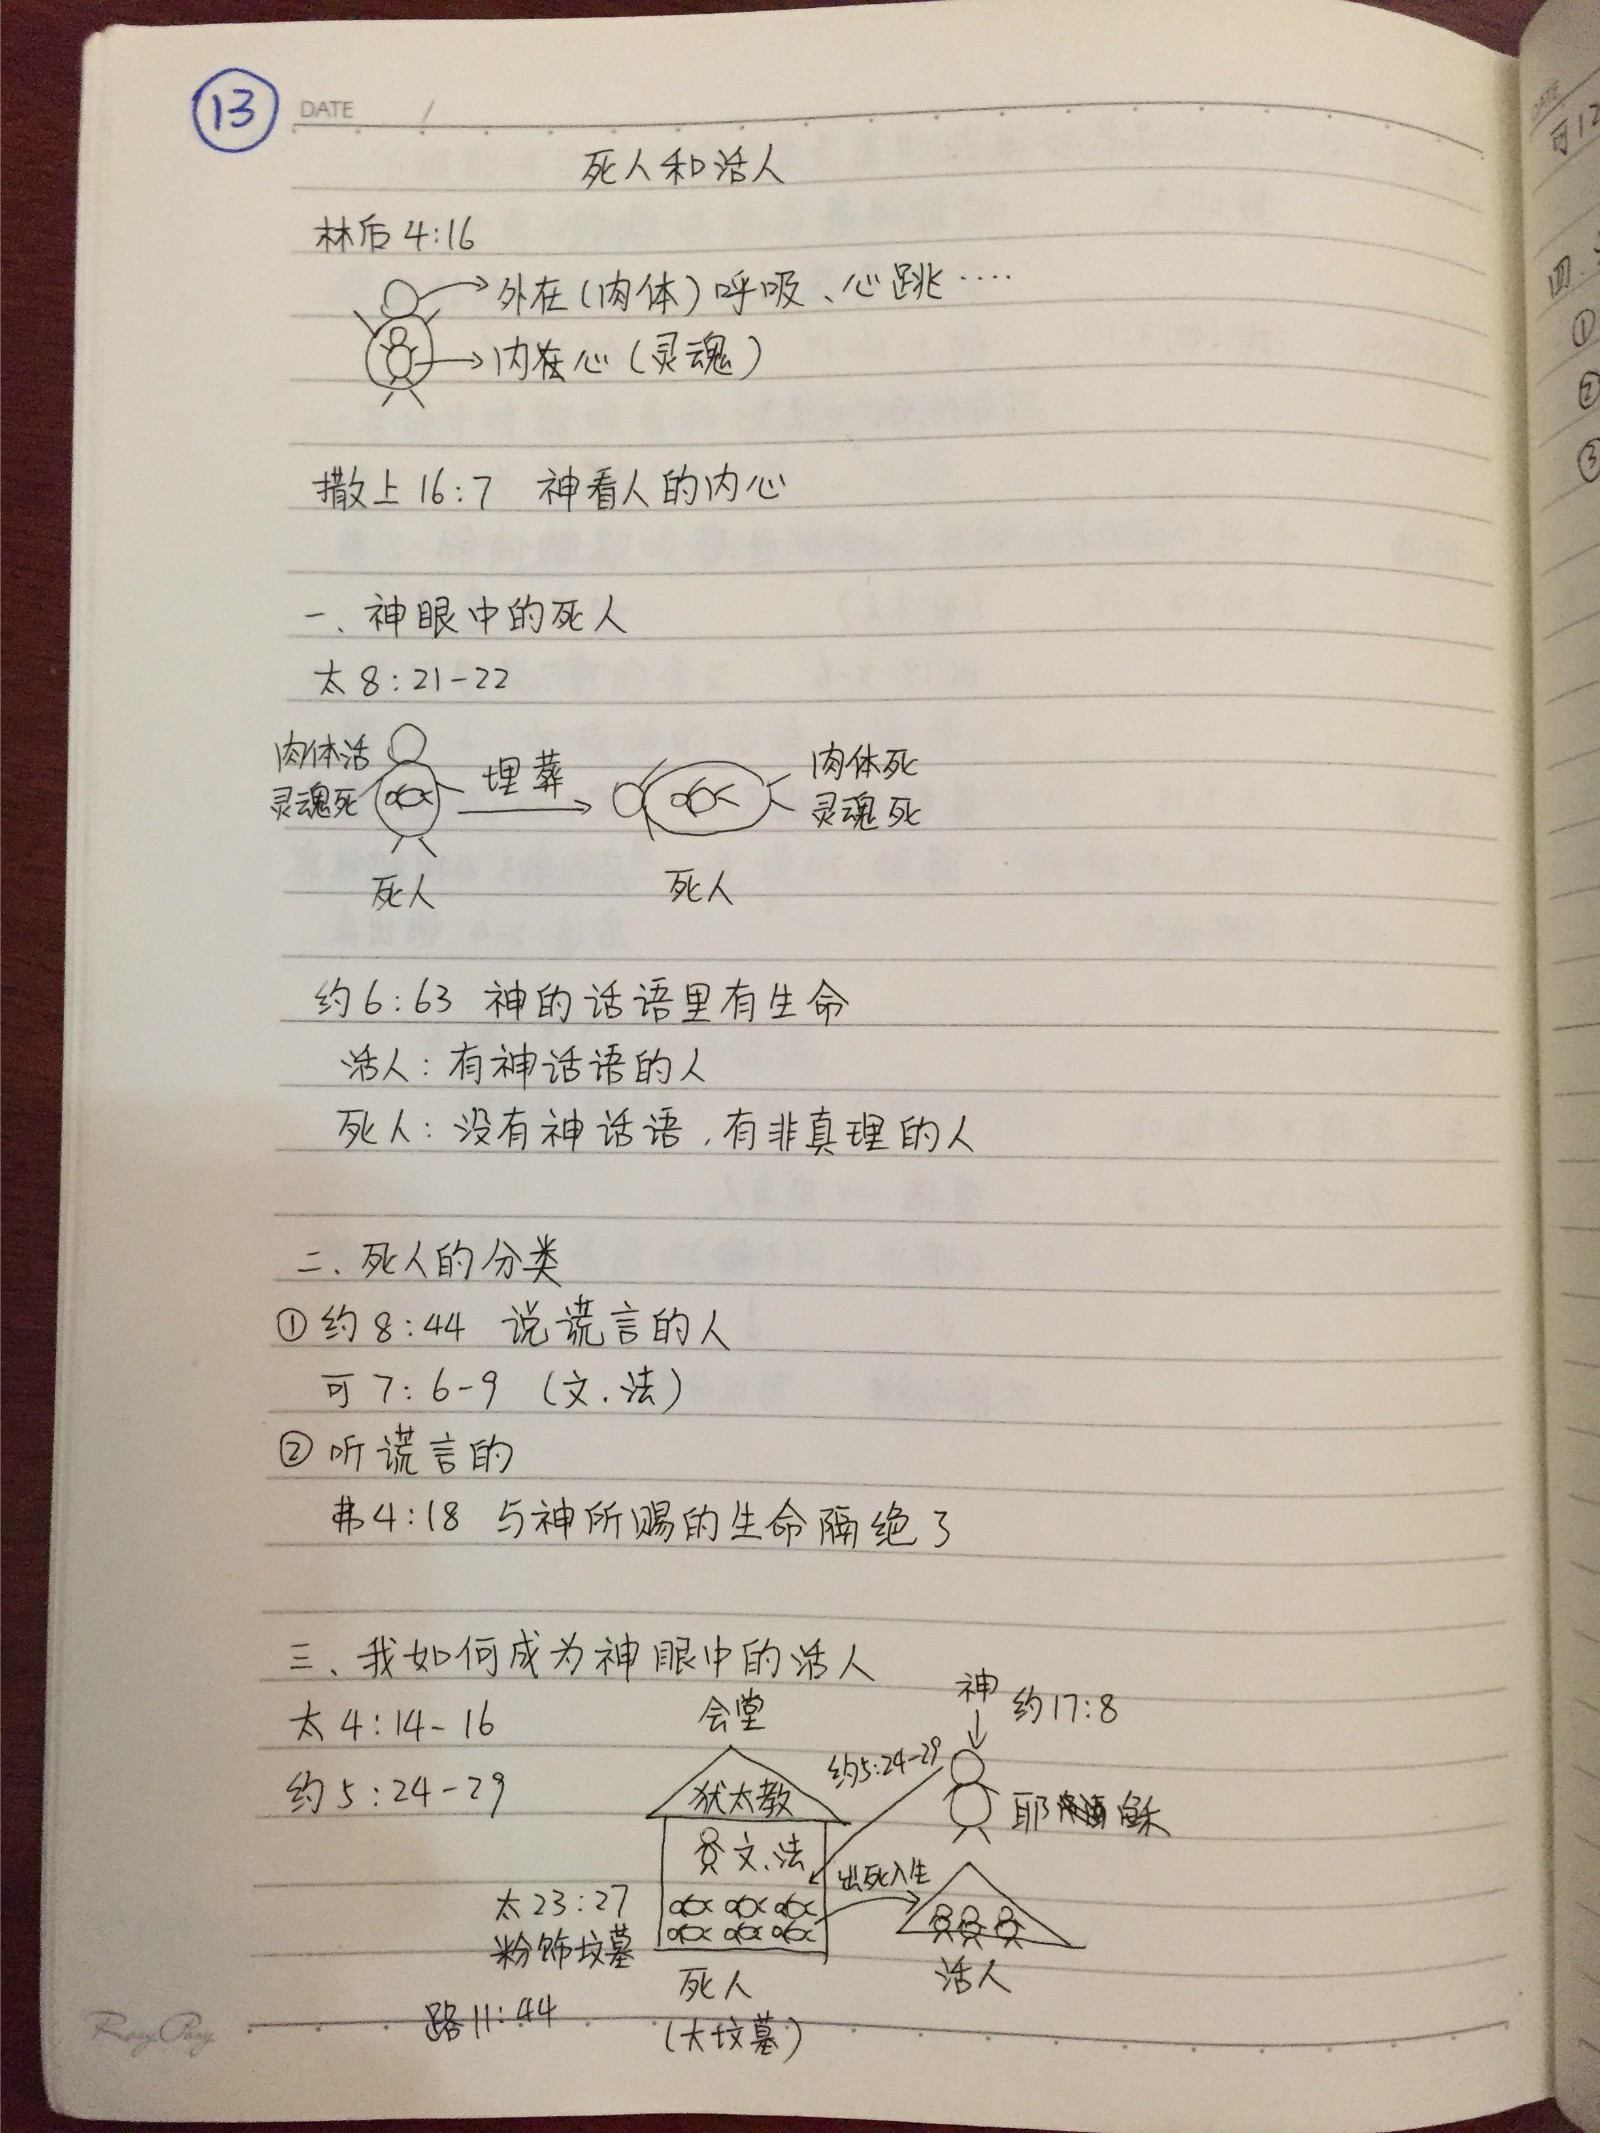 13
DATE /
死人和活人
林后 4:16
外在(肉体)呼吸、心跳····
内在心(灵魂)
撒上 16:7 神看人的内心
一、神眼中的死人
太 8:21-22
肉体活
灵魂死
埋葬
肉体死
灵魂死
死人
死人
约 6:63 神的话语里有生命
活人:有神话语的人
死人:没有神话语,有非真理的人
二、死人的分类
① 约 8:44 说谎言的人
可 7:6-9 (文.法)
② 听谎言的
弗 4:18 与神所赐的生命隔绝了
三、我如何成为神眼中的活人
太 4:14-16
约 5:24-29
会堂
神
约 17:8
约5:24-29
犹太教
文.法
耶稣
出死入生
太 23:27
粉饰坟墓
死人
活人
路 11:44
(大坟墓)
可12
四.
①
②
③